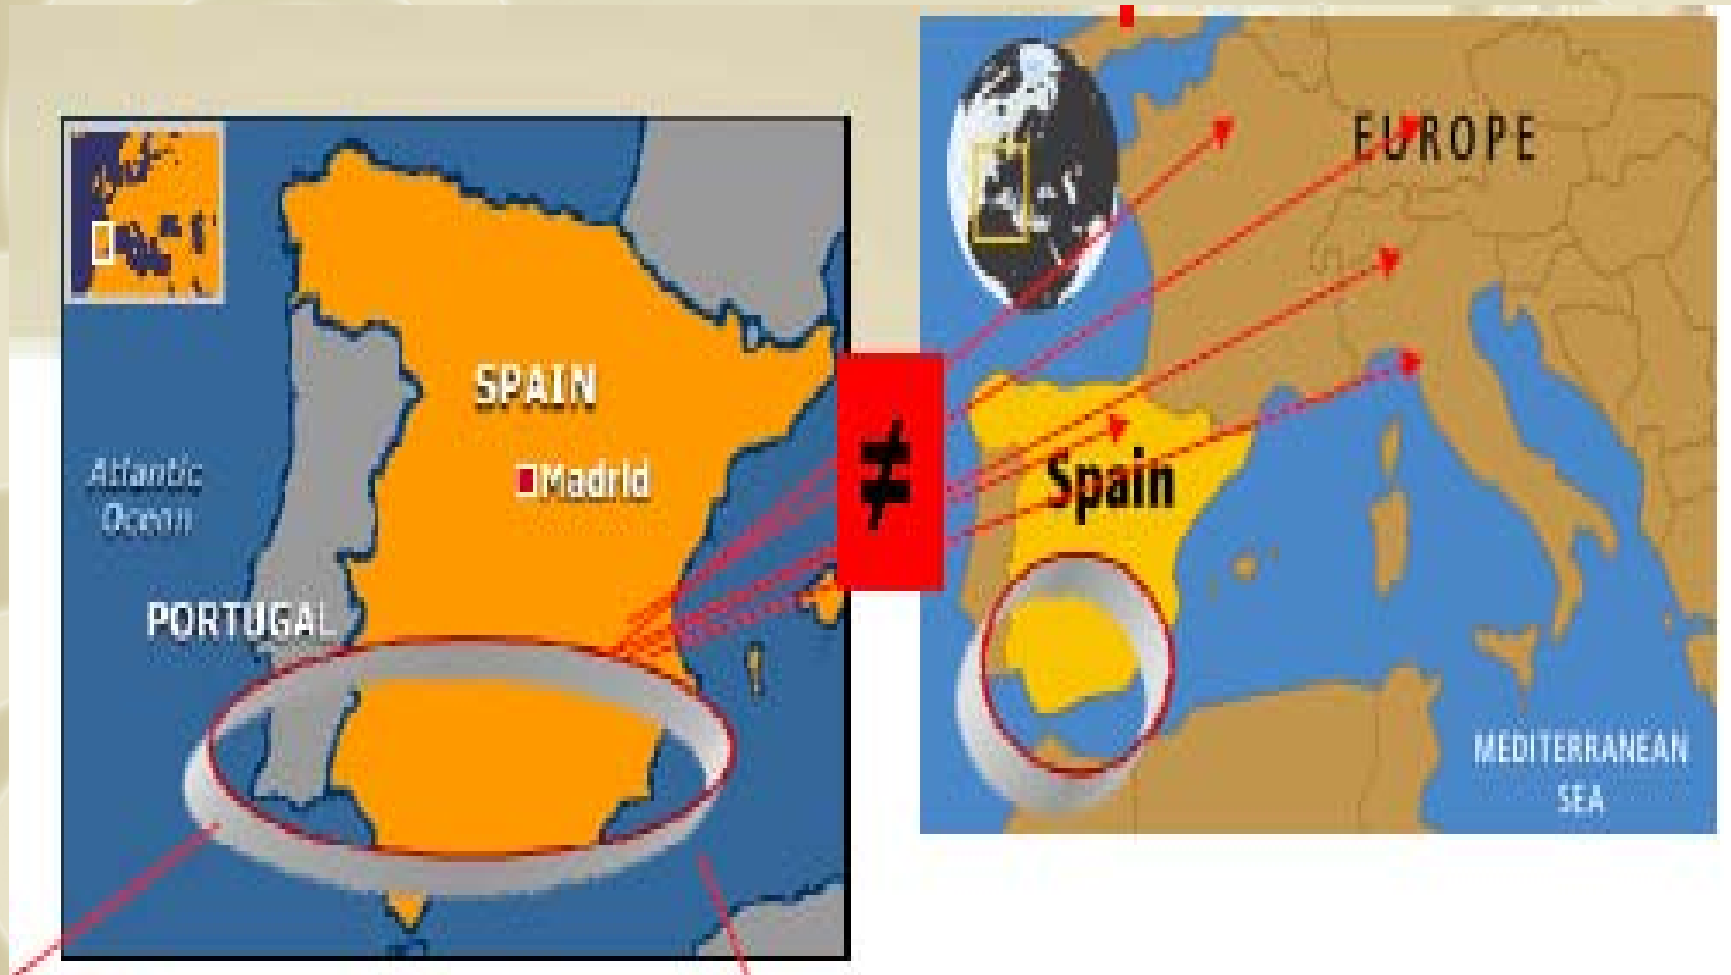 SPAIN
Madrid
Atlantic
Ocean
PORTUGAL
≠
EUROPE
Spain
MEDITERRANEAN
SEA